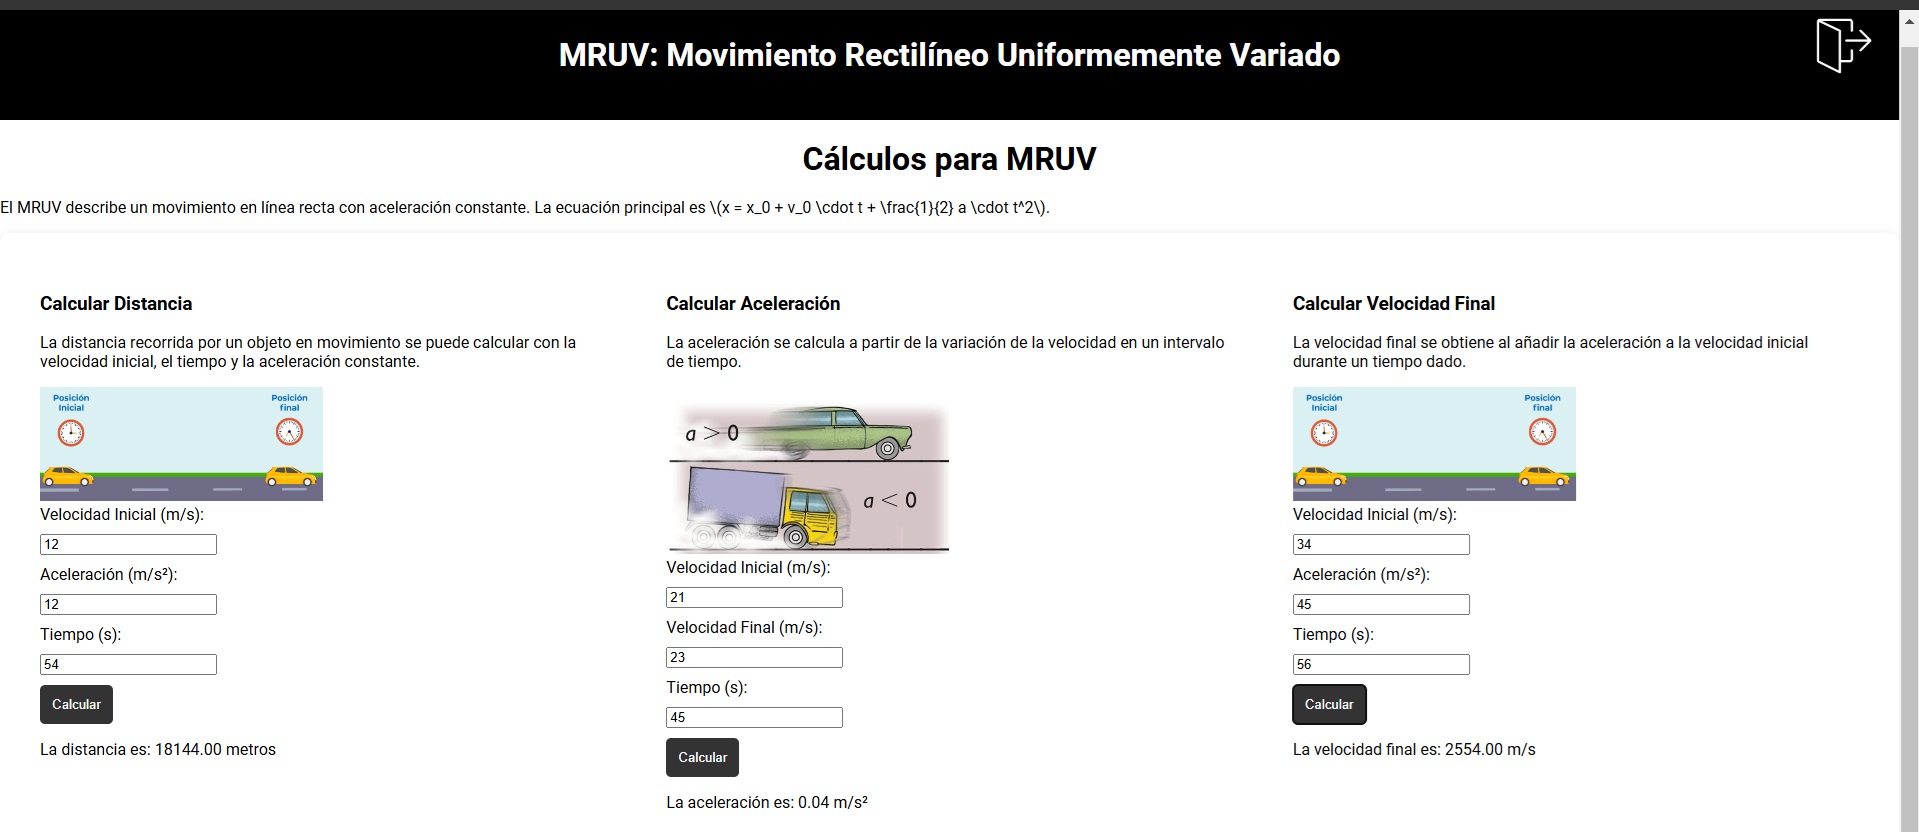 MRUV: Movimiento Rectilíneo Uniformemente Variado
Cálculos para MRUV
El MRUV describe un movimiento en línea recta con aceleración constante. La ecuación principal es \(x = x_0 + v_0 \cdot t + \frac{1}{2} a \cdot t^2\).
Calcular Distancia
La distancia recorrida por un objeto en movimiento se puede calcular con la
velocidad inicial, el tiempo y la aceleración constante.
Posición
Inicial
Posición
final
Velocidad Inicial (m/s):
12
Aceleración (m/s²):
12
Tiempo (s):
54
Calcular
La distancia es: 18144.00 metros
Calcular Aceleración
La aceleración se calcula a partir de la variación de la velocidad en un intervalo
de tiempo.
a > 0
a < 0
Velocidad Inicial (m/s):
21
Velocidad Final (m/s):
23
Tiempo (s):
45
Calcular
La aceleración es: 0.04 m/s²
Calcular Velocidad Final
La velocidad final se obtiene al añadir la aceleración a la velocidad inicial
durante un tiempo dado.
Posición
Inicial
Posición
final
Velocidad Inicial (m/s):
34
Aceleración (m/s²):
45
Tiempo (s):
56
Calcular
La velocidad final es: 2554.00 m/s